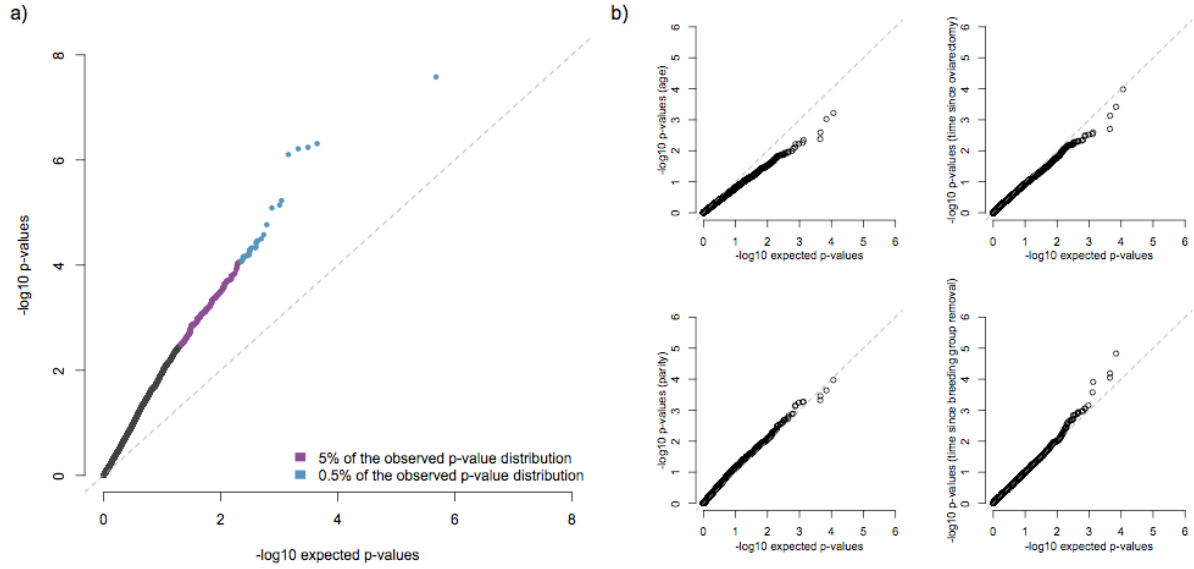 a)
8
6
4
2
0
-log10 p-values
5% of the observed p-value distribution
0.5% of the observed p-value distribution
0 2 4 6 8
-log10 expected p-values
b)
6
5
4
3
2
1
0
-log10 p-values (age)
0 1 2 3 4 5 6
-log10 expected p-values
6
5
4
3
2
1
0
-log10 p-values (time since oviarectomy)
0 1 2 3 4 5 6
-log10 expected p-values
6
5
4
3
2
1
0
-log10 p-values (parity)
0 1 2 3 4 5 6
-log10 expected p-values
6
5
4
3
2
1
0
-log10 p-values (time since breeding group removal)
0 1 2 3 4 5 6
-log10 expected p-values